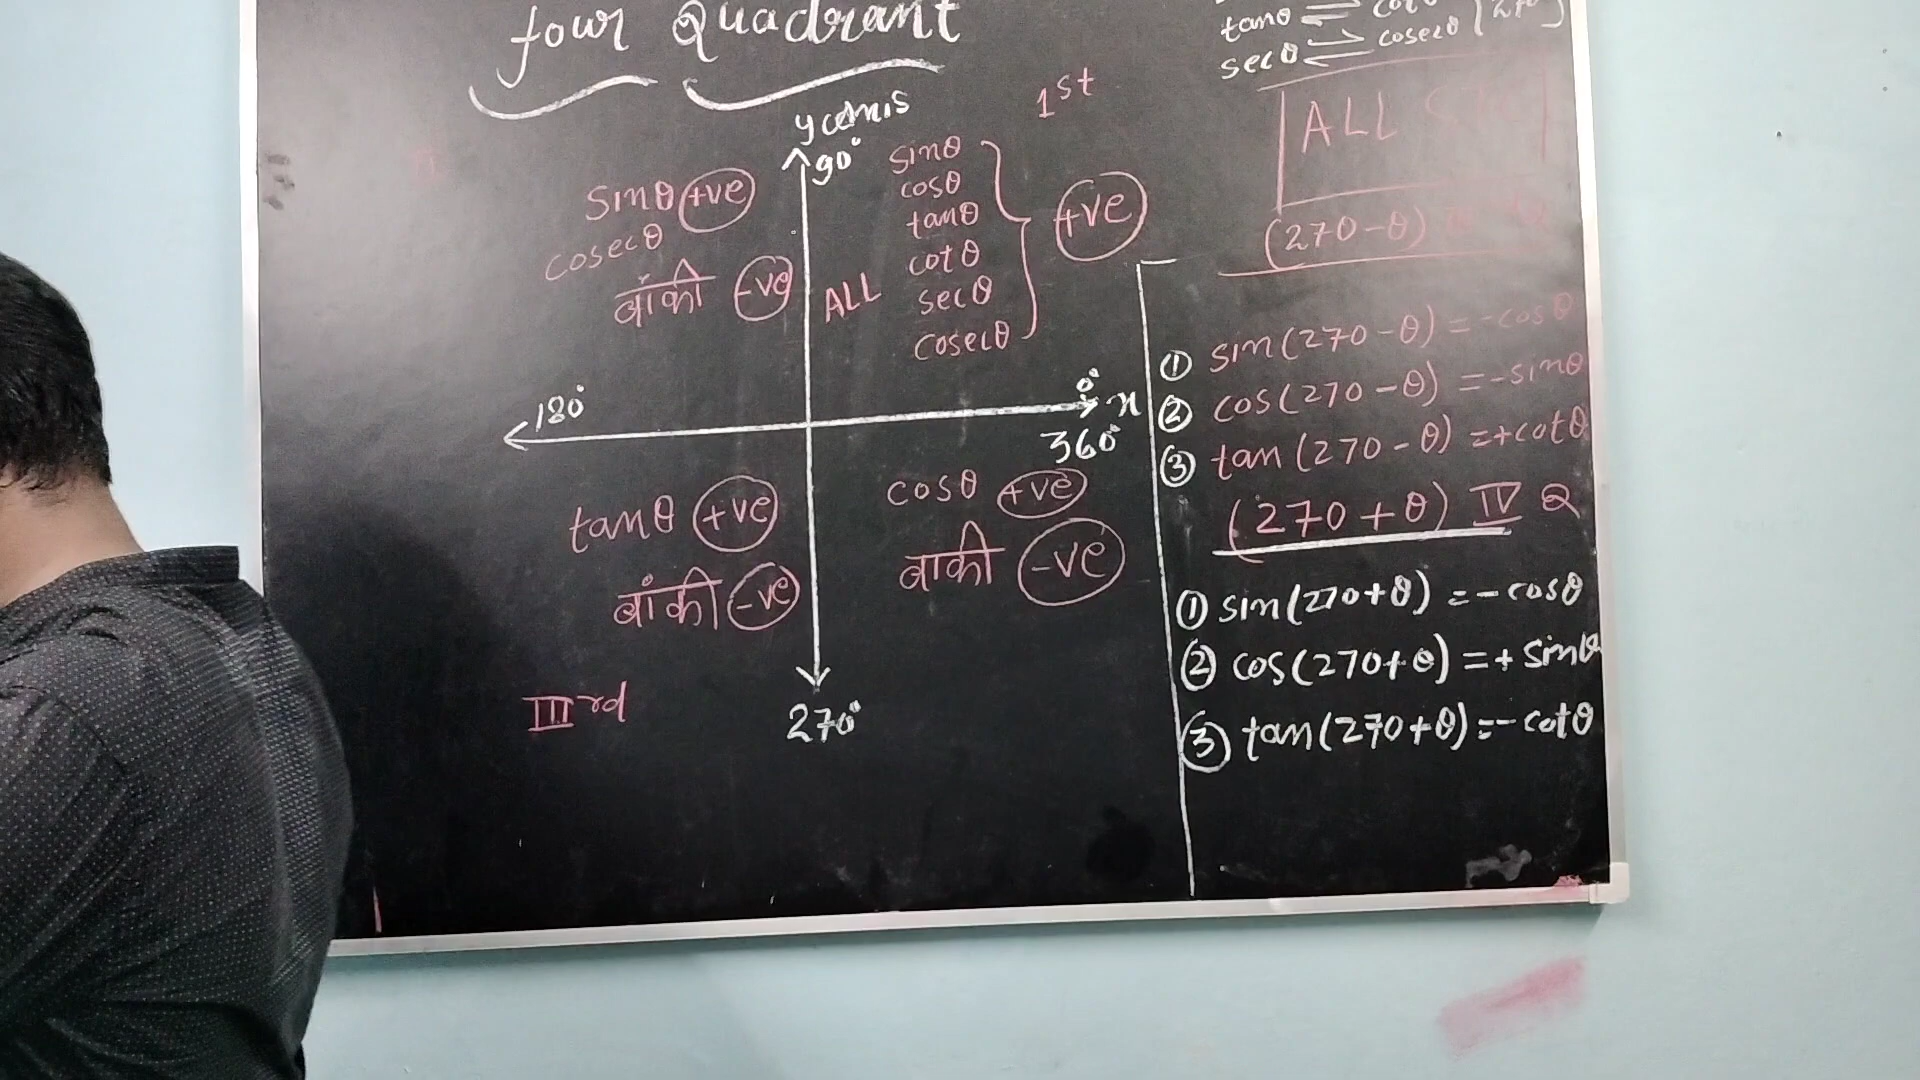 four Quadrant
1st
90°
sinθ
cosθ
tanθ
cotθ
secθ
cosecθ
ALL
+ve
sinθ +ve
cosecθ
बांकी -ve
180°
0°
x
360°
tanθ +ve
बांकी -ve
IIIrd
cosθ +ve
बाकी -ve
270°
tanθ ⇌
secθ ⇌ cosecθ
ALL
(270-θ)
① sin(270-θ) = -cosθ
② cos(270-θ) = -sinθ
③ tan(270-θ) = +cotθ
(270+θ) IV Q
① sin(270+θ) = -cosθ
② cos(270+θ) = + sinθ
③ tan(270+θ) = - cotθ